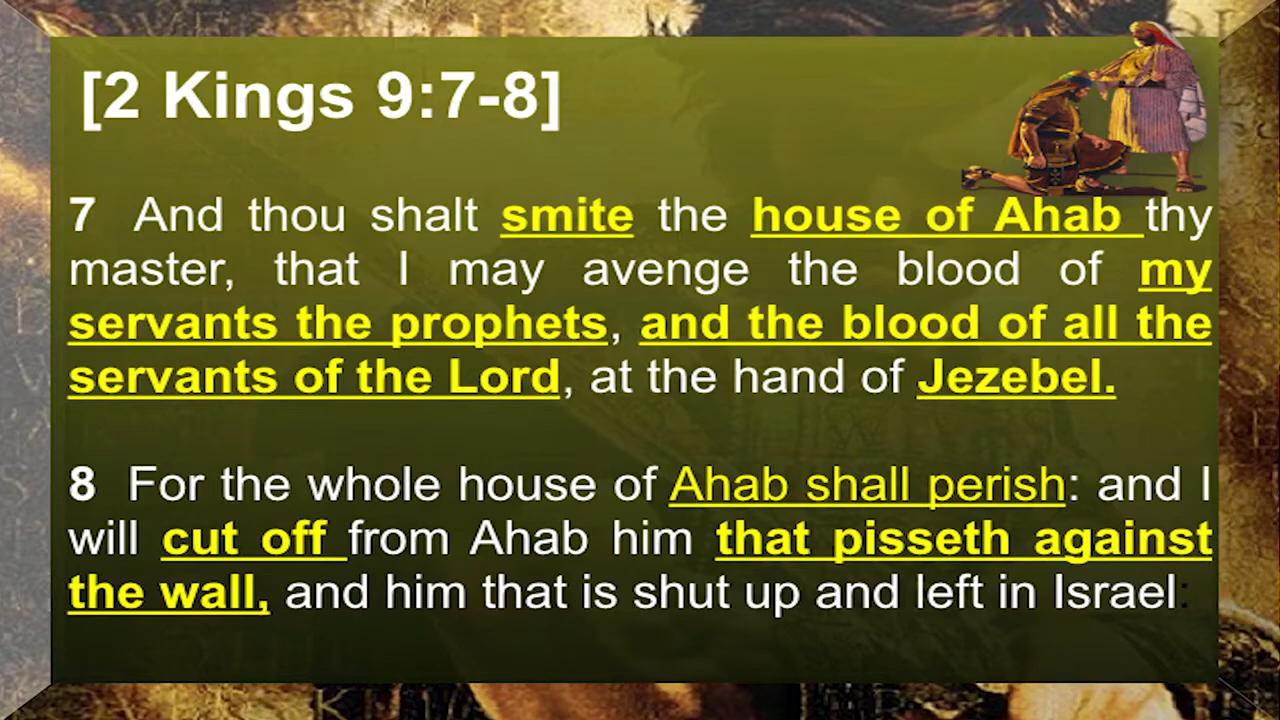 [2 Kings 9:7-8]
7 And thou shalt smite the house of Ahab thy
master, that I may avenge the blood of my
servants the prophets, and the blood of all the
servants of the Lord, at the hand of Jezebel.
8 For the whole house of Ahab shall perish: and I
will cut off from Ahab him that pisseth against
the wall, and him that is shut up and left in Israel: